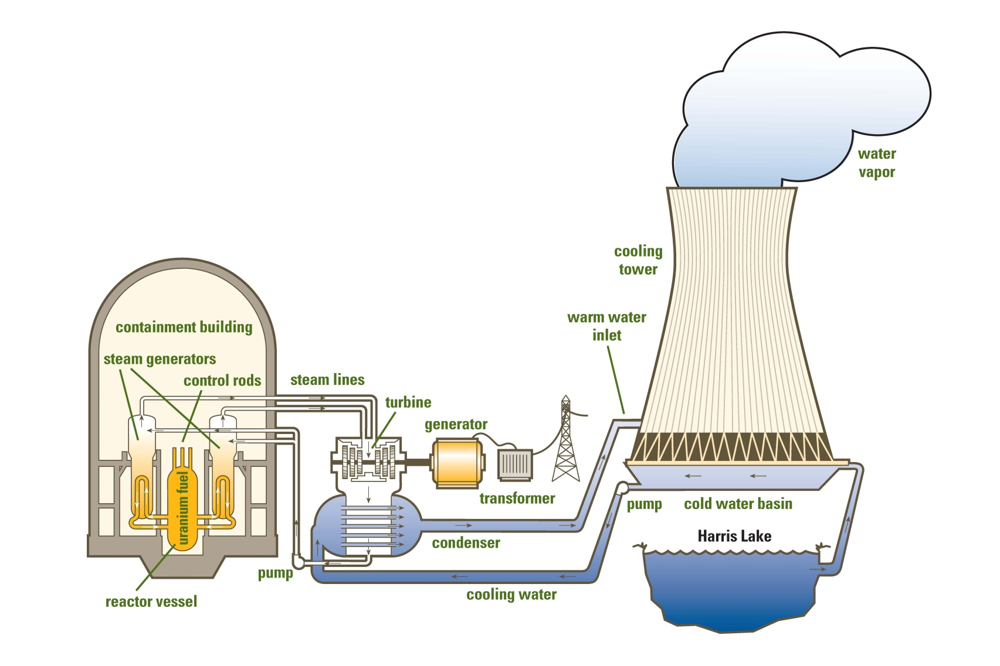 water
vapor
cooling
tower
warm water
inlet
containment building
steam generators
control rods
steam lines
turbine
generator
transformer
uranium fuel
pump
cold water basin
Harris Lake
condenser
pump
cooling water
reactor vessel